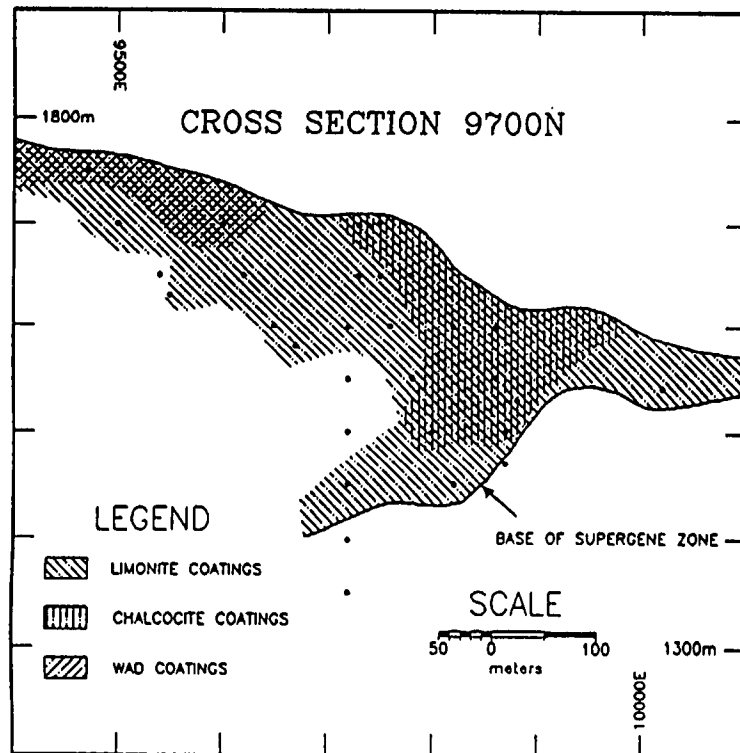 9500E
1800m
CROSS SECTION 9700N
LEGEND
LIMONITE COATINGS
CHALCOCITE COATINGS
WAD COATINGS
BASE OF SUPERGENE ZONE
SCALE
50 0 100
meters
1300m
10000E